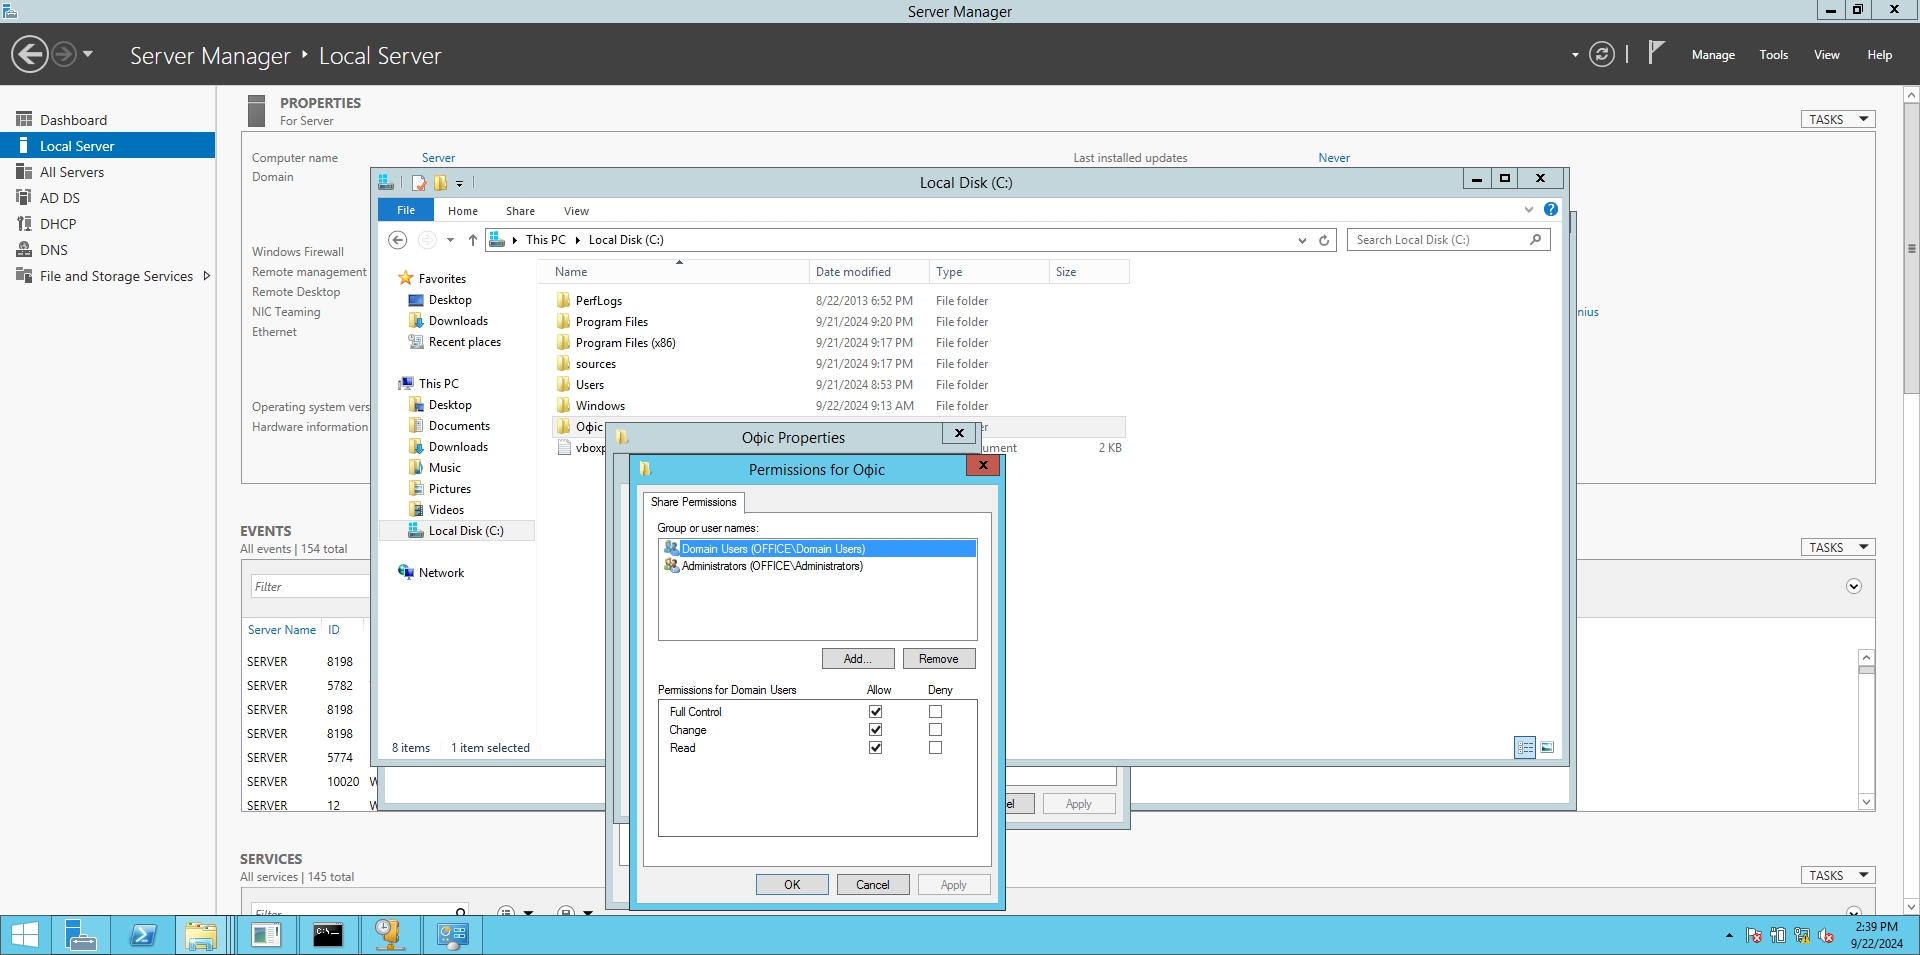 Server Manager
Server Manager ‣ Local Server
Manage
Tools
View
Help
Dashboard
Local Server
All Servers
AD DS
DHCP
DNS
File and Storage Services
PROPERTIES
For Server
TASKS
Computer name
Server
Last installed updates
Never
Domain
Windows Firewall
Remote management
Remote Desktop
NIC Teaming
Ethernet
nius
Operating system vers
Hardware information
Local Disk (C:)
File
Home
Share
View
This PC
Local Disk (C:)
Search Local Disk (C:)
Favorites
Desktop
Downloads
Recent places
This PC
Desktop
Documents
Downloads
Music
Pictures
Videos
Local Disk (C:)
Network
Name
Date modified
Type
Size
PerfLogs 8/22/2013 6:52 PM File folder
Program Files 9/21/2024 9:20 PM File folder
Program Files (x86) 9/21/2024 9:17 PM File folder
sources 9/21/2024 9:17 PM File folder
Users 9/21/2024 8:53 PM File folder
Windows 9/22/2024 9:13 AM File folder
Офіс er
vboxp ument 2 KB
8 items 1 item selected
Офіс Properties
Permissions for Офіс
Share Permissions
Group or user names:
Domain Users (OFFICE\Domain Users)
Administrators (OFFICE\Administrators)
Add...
Remove
Permissions for Domain Users Allow Deny
Full Control
Change
Read
OK
Cancel
Apply
el
Apply
EVENTS
All events | 154 total
TASKS
Filter
Server Name ID
SERVER 8198
SERVER 5782
SERVER 8198
SERVER 8198
SERVER 5774
SERVER 10020 W
SERVER 12 W
SERVICES
All services | 145 total
TASKS
Filter
2:39 PM
9/22/2024